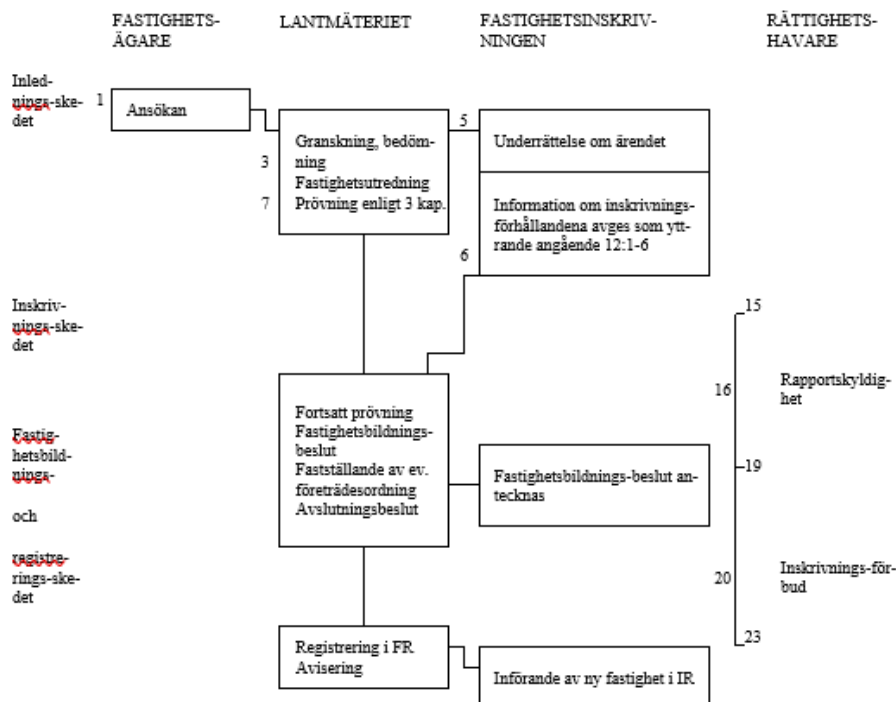 FASTIGHETS-
ÄGARE
LANTMÄTERIET
FASTIGHETSINSKRIV-
NINGEN
RÄTTIGHETS-
HAVARE
Inled-
nings-ske-
det
1
Ansökan
3
7
Granskning, bedöm-
ning
Fastighetsutredning
Prövning enligt 3 kap.
5
Underrättelse om ärendet
Information om inskrivnings-
förhållandena avges som ytt-
rande angående 12:1-6
6
Inskriv-
nings-ske-
det
15
16
Rapportskyldig-
het
Fastig-
hetsbild-
nings-
och
registre-
rings-ske-
det
Fortsatt prövning
Fastighetsbildnings-
beslut
Fastställande av ev.
företrädesordning
Avslutningsbeslut
Fastighetsbildnings-beslut an-
tecknas
19
20
Inskrivnings-för-
bud
23
Registrering i FR
Avisering
Införande av ny fastighet i IR